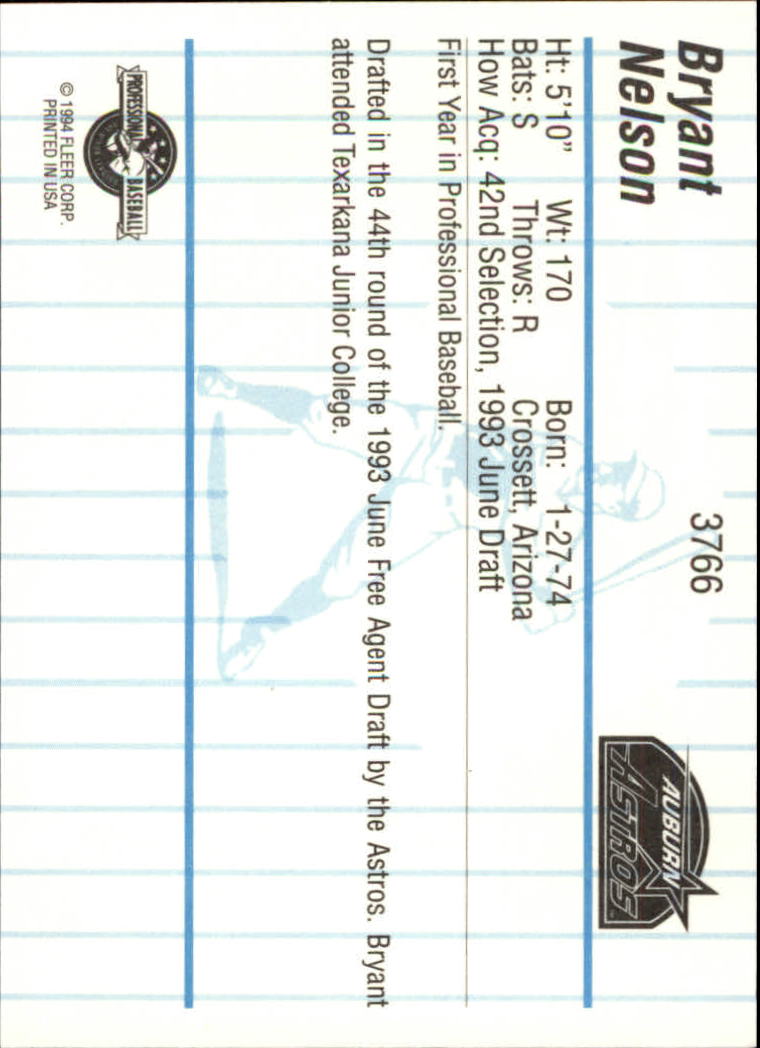 Bryant
Nelson
3766
AUBURN
ASTROS
Ht: 5'10" Wt: 170 Born: 1-27-74
Bats: S Throws: R Crossett, Arizona
How Acq: 42nd Selection, 1993 June Draft
First Year in Professional Baseball.
Drafted in the 44th round of the 1993 June Free Agent Draft by the Astros. Bryant
attended Texarkana Junior College.
PROFESSIONAL BASEBALL
© 1994 FLEER CORP.
PRINTED IN USA